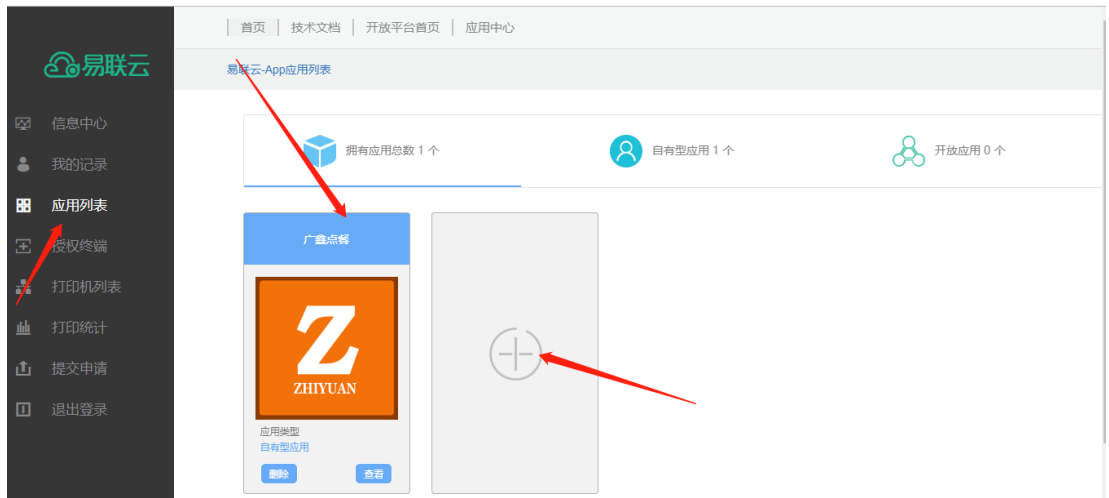 首页 技术文档 开放平台首页 应用中心
易联云
易联云-App应用列表
信息中心
我的记录
应用列表
授权终端
打印机列表
打印统计
提交申请
退出登录
拥有应用总数 1 个
自有型应用 1 个
开放应用 0 个
广鑫点餐
Z
ZHIYUAN
应用类型
自有型应用
删除 查看